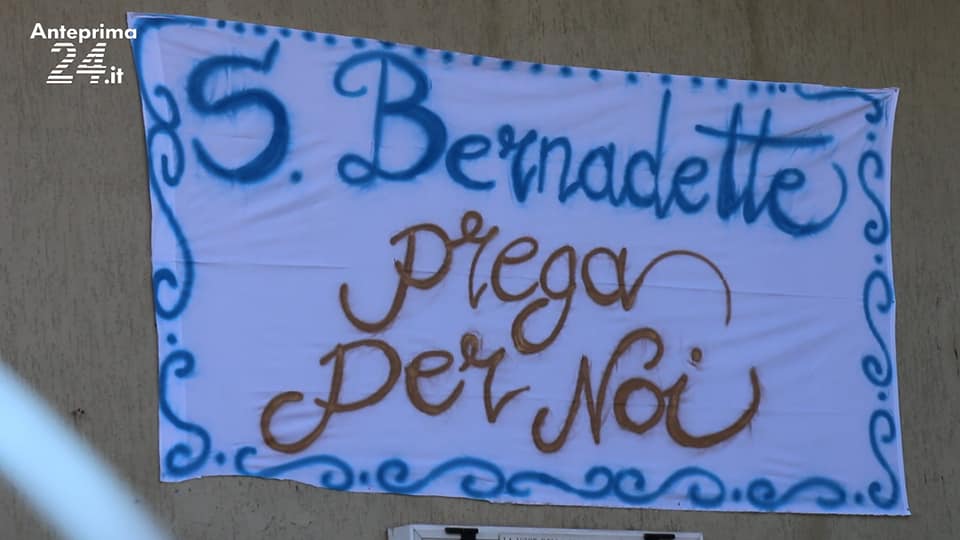 Anteprima
24.it
S. Bernadette
prega
per Noi